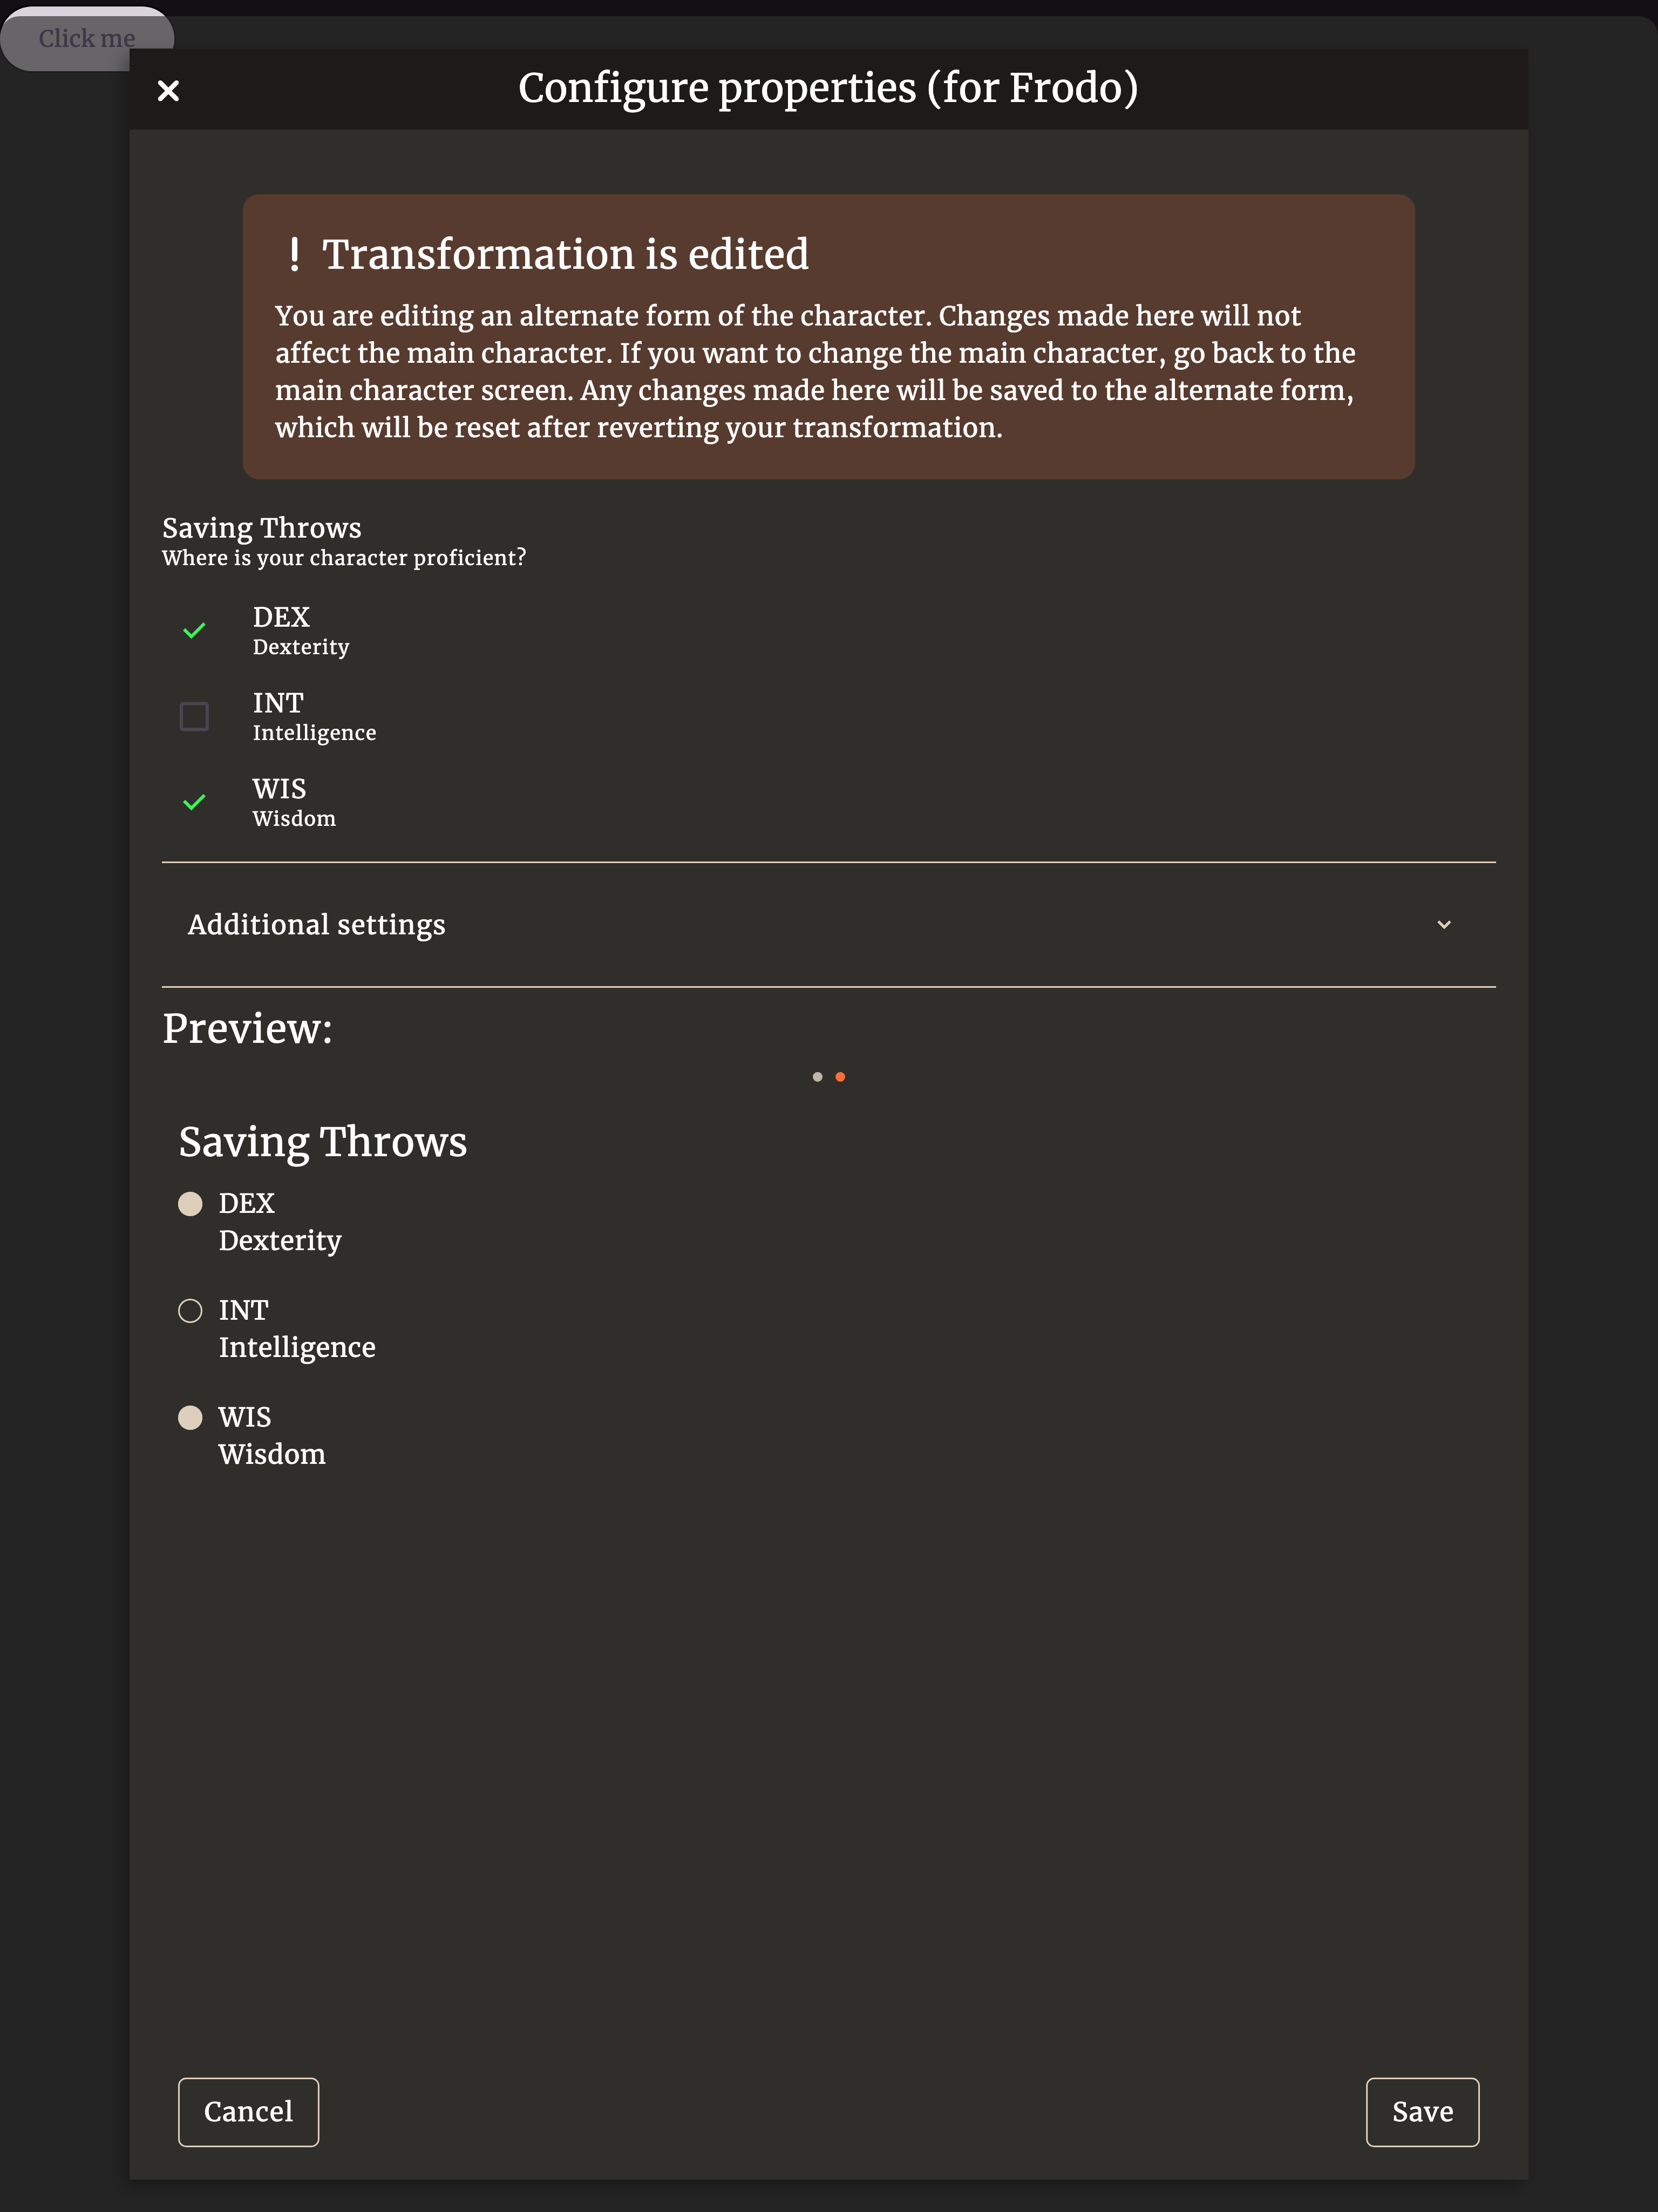 Click me
Configure properties (for Frodo)
! Transformation is edited
You are editing an alternate form of the character. Changes made here will not
affect the main character. If you want to change the main character, go back to the
main character screen. Any changes made here will be saved to the alternate form,
which will be reset after reverting your transformation.
Saving Throws
Where is your character proficient?
DEX
Dexterity
INT
Intelligence
WIS
Wisdom
Additional settings
Preview:
Saving Throws
DEX
Dexterity
INT
Intelligence
WIS
Wisdom
Cancel
Save